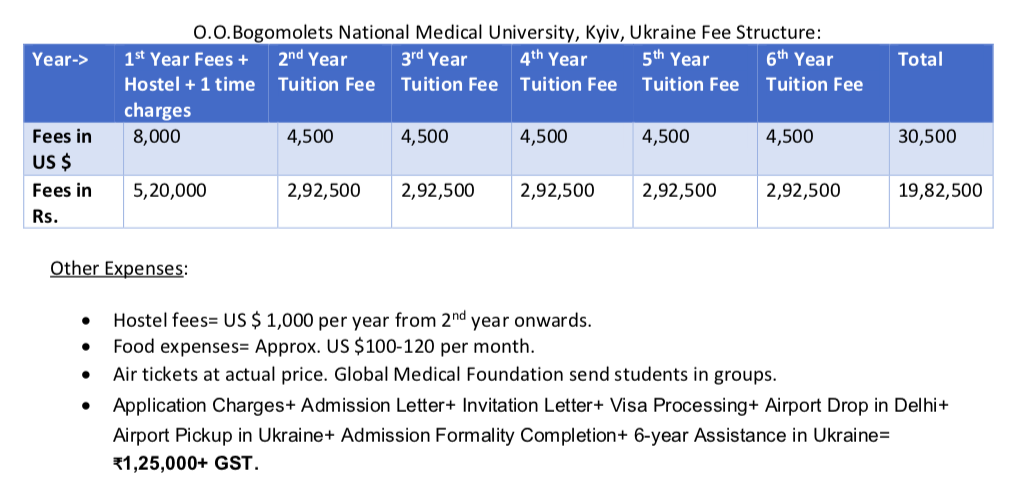 O.O.Bogomolets National Medical University, Kyiv, Ukraine Fee Structure:
Year-> 1st Year Fees + Hostel + 1 time charges 2nd Year Tuition Fee 3rd Year Tuition Fee 4th Year Tuition Fee 5th Year Tuition Fee 6th Year Tuition Fee Total
Fees in US $ 8,000 4,500 4,500 4,500 4,500 4,500 30,500
Fees in Rs. 5,20,000 2,92,500 2,92,500 2,92,500 2,92,500 2,92,500 19,82,500
Other Expenses:
• Hostel fees= US $ 1,000 per year from 2nd year onwards.
• Food expenses= Approx. US $100-120 per month.
• Air tickets at actual price. Global Medical Foundation send students in groups.
• Application Charges+ Admission Letter+ Invitation Letter+ Visa Processing+ Airport Drop in Delhi+
Airport Pickup in Ukraine+ Admission Formality Completion+ 6-year Assistance in Ukraine=
₹1,25,000+ GST.